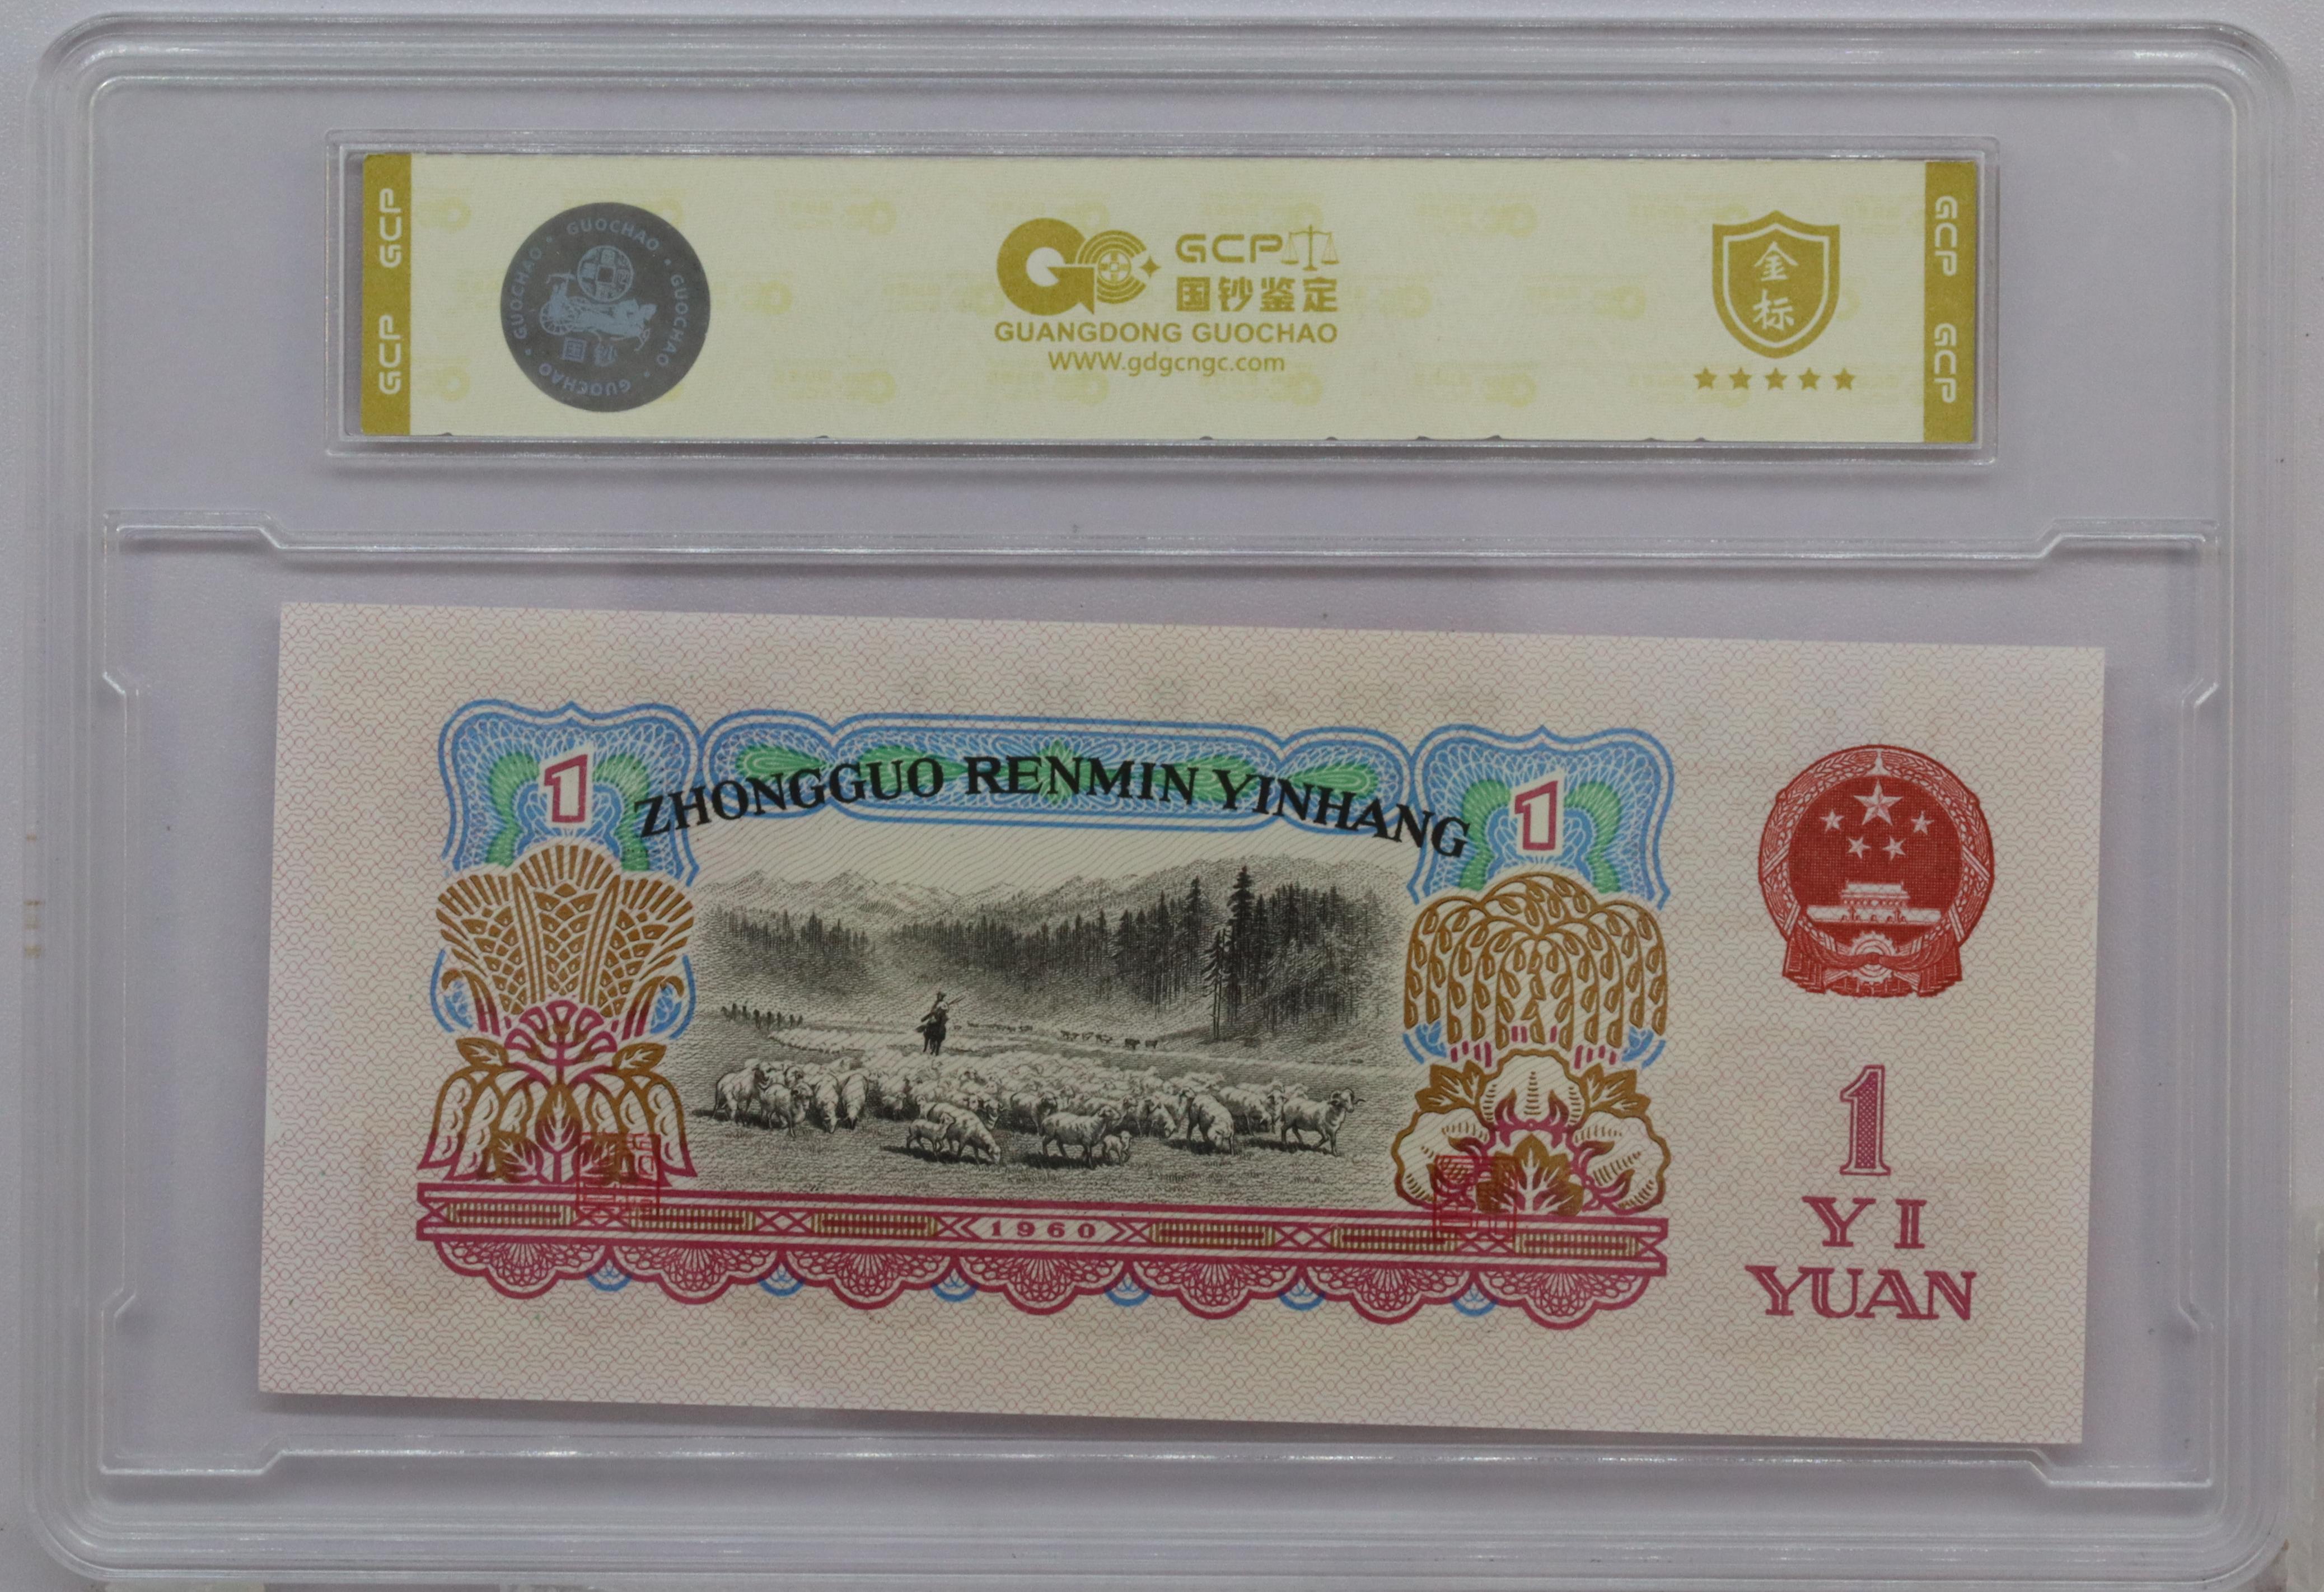 GCP GCP
GUOCHAO • GUOCHAO • GUOCHAO • GUOCHAO •
国钞
GCP
国钞鉴定
GUANGDONG GUOCHAO
WWW.gdgcngc.com
金
标
GCP GCP
1
ZHONGGUO RENMIN YINHANG
1
1960
1
YI
YUAN